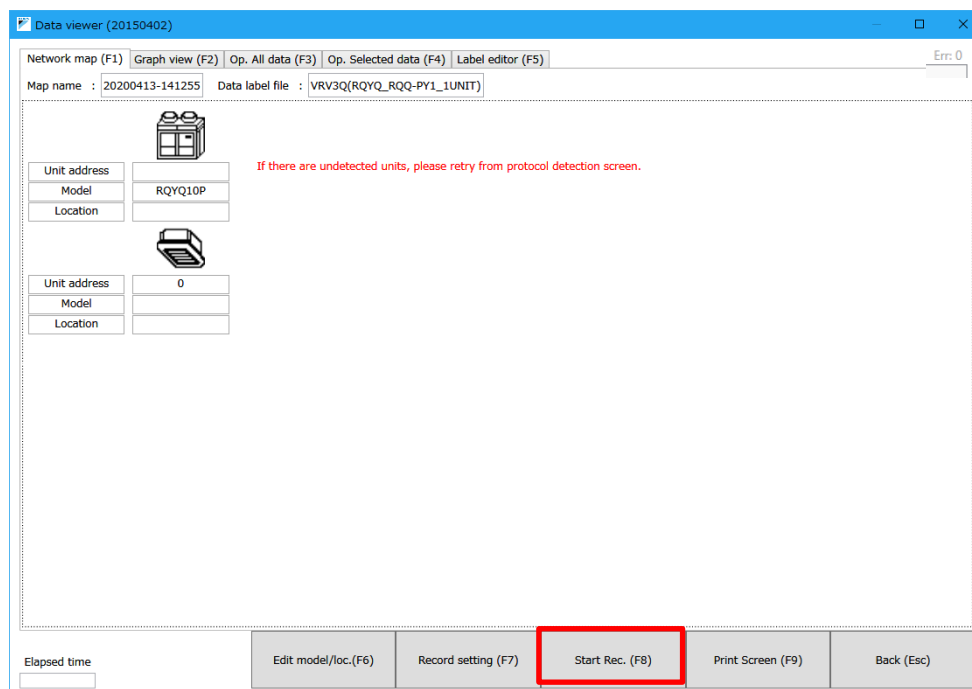 Data viewer (20150402)
Network map (F1) Graph view (F2) Op. All data (F3) Op. Selected data (F4) Label editor (F5) Err: 0
Map name : 20200413-141255 Data label file : VRV3Q(RQYQ_RQQ-PY1_1UNIT)
If there are undetected units, please retry from protocol detection screen.
Unit address
Model RQYQ10P
Location
Unit address 0
Model
Location
Elapsed time
Edit model/loc.(F6) Record setting (F7) Start Rec. (F8) Print Screen (F9) Back (Esc)